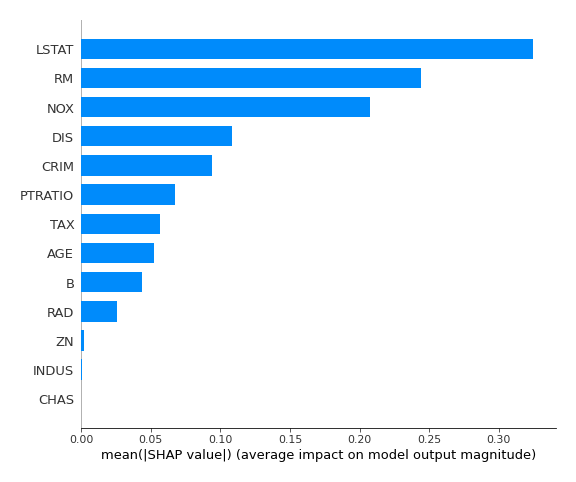 LSTAT
RM
NOX
DIS
CRIM
PTRATIO
TAX
AGE
B
RAD
ZN
INDUS
CHAS
0.00 0.05 0.10 0.15 0.20 0.25 0.30
mean(|SHAP value|) (average impact on model output magnitude)